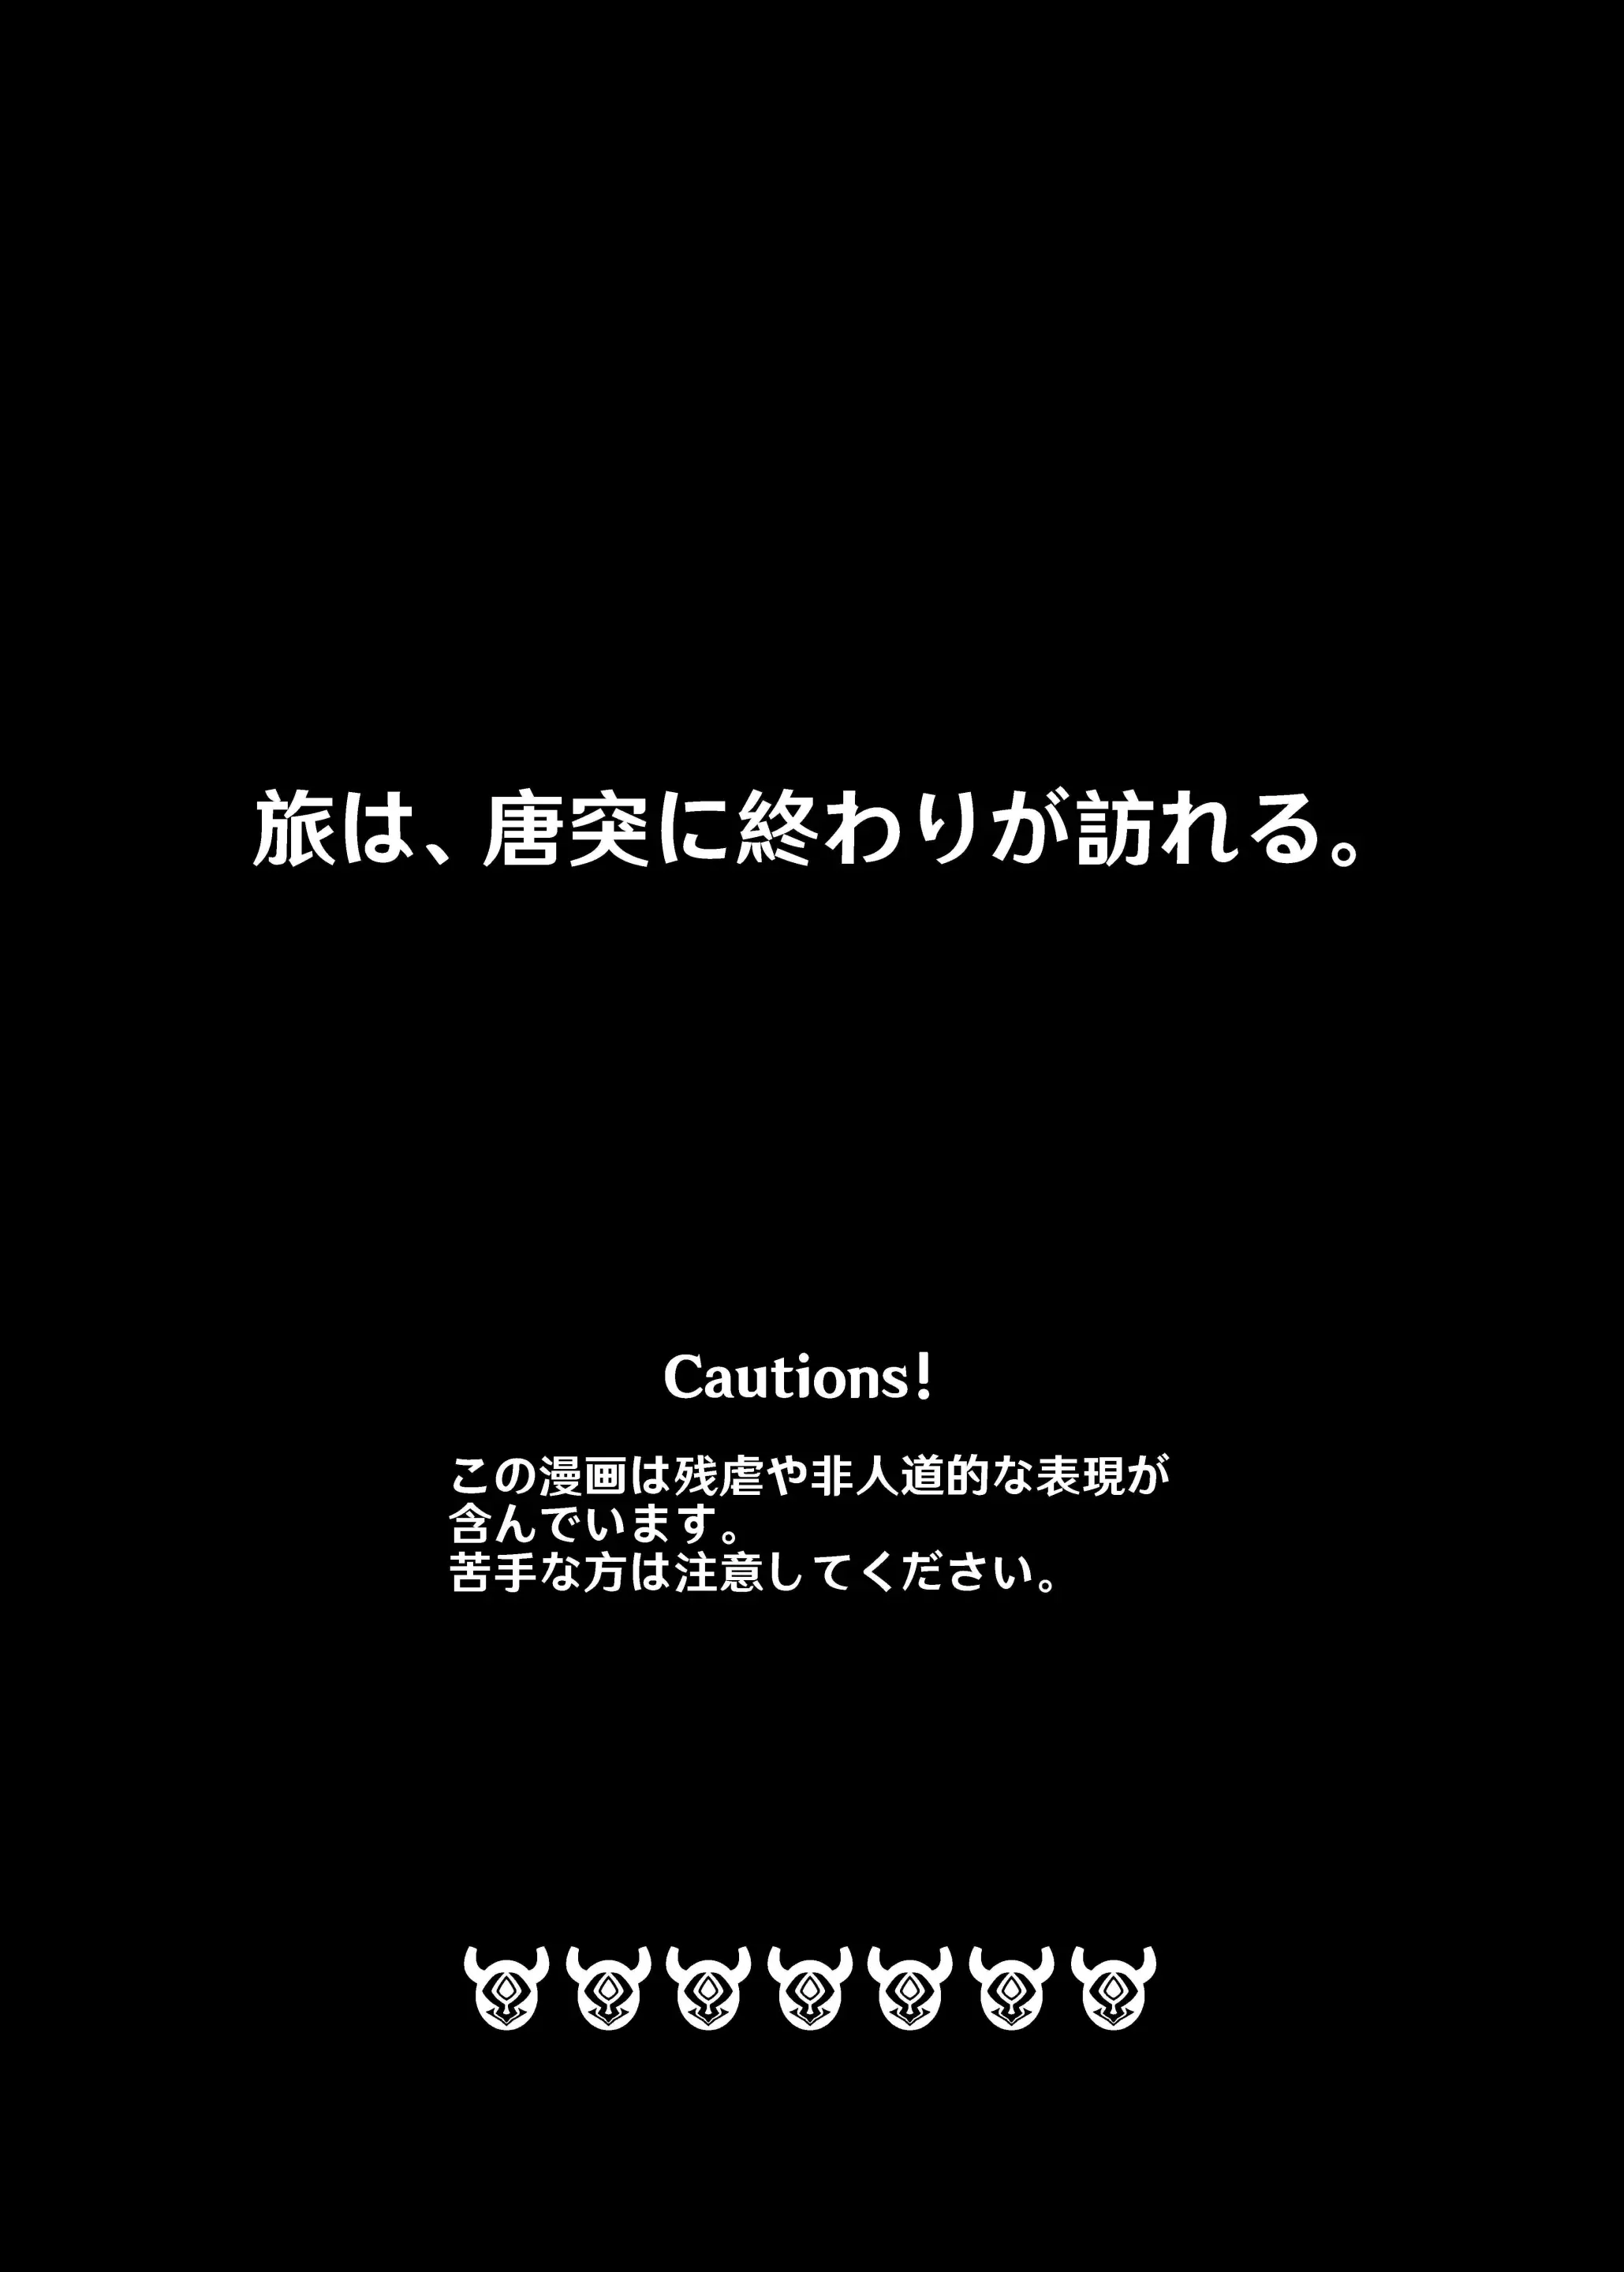 旅は、唐突に終わりが訪れる。
Cautions!
この漫画は残虐や非人道的な表現が
含んでいます。
苦手な方は注意してください。